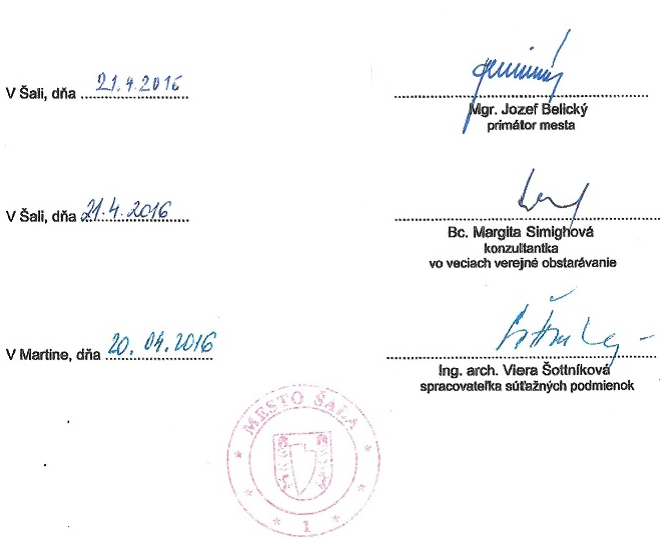 V Šali, dňa 21.4.2016
Mgr. Jozef Belický
primátor mesta
V Šali, dňa 21.4.2016
Bc. Margita Simighová
konzultantka
vo veciach verejné obstarávanie
V Martine, dňa 20.04.2016
Ing. arch. Viera Šottníková
spracovateľka súťažných podmienok
MESTO ŠAĽA
1